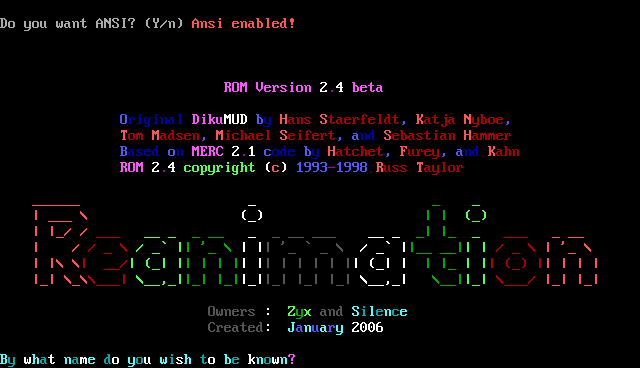 Do you want ANSI? (Y/n) Ansi enabled!
ROM Version 2.4 beta
Original DikuMUD by Hans Staerfeldt, Katja Nyboe,
Tom Madsen, Michael Seifert, and Sebastian Hammer
Based on MERC 2.1 code by Hatchet, Furey, and Kahn
ROM 2.4 copyright (c) 1993-1998 Russ Taylor
Reanimation
Owners : Zyx and Silence
Created: January 2006
By what name do you wish to be known?